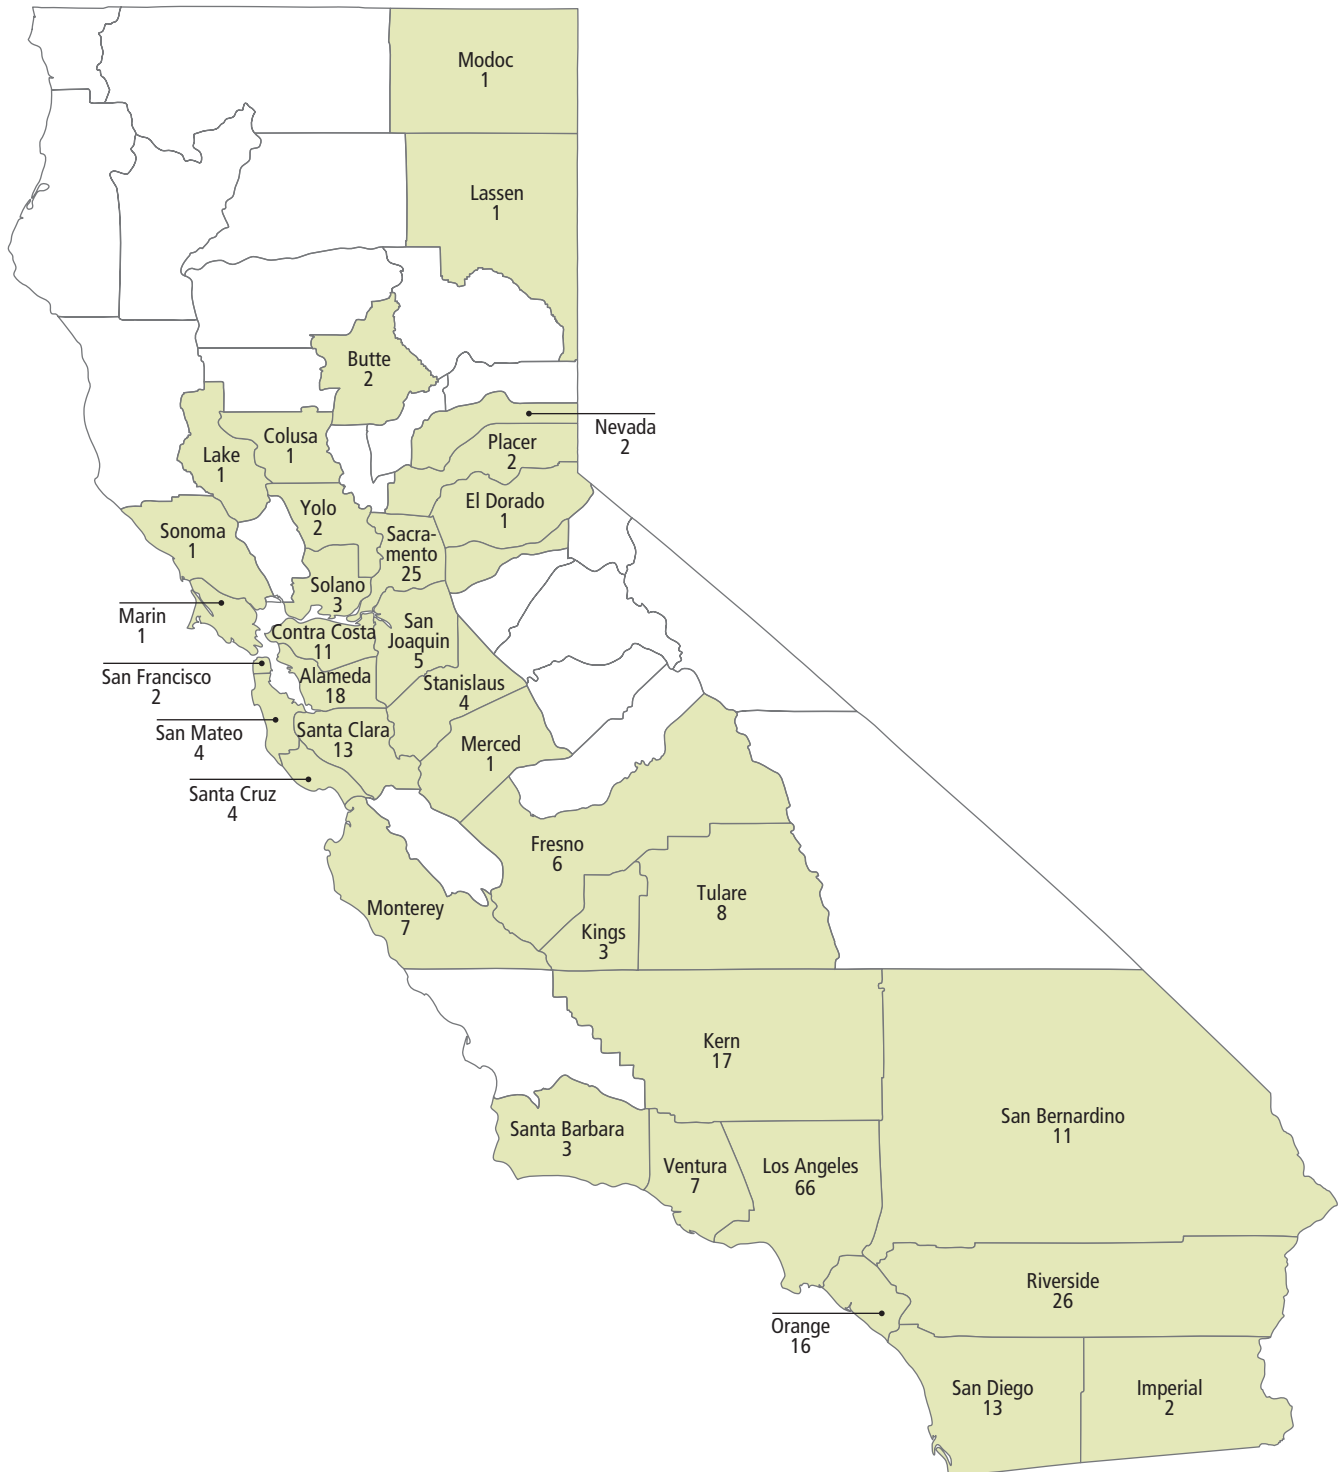 Modoc
1
Lassen
1
Butte
2
Nevada
2
Placer
2
Colusa
1
Lake
1
El Dorado
1
Yolo
2
Sonoma
1
Sacra-
mento
25
Solano
3
Marin
1
San
Joaquin
5
Contra Costa
11
San Francisco
2
Alameda
18
Stanislaus
4
San Mateo
4
Santa Clara
13
Merced
1
Santa Cruz
4
Fresno
6
Tulare
8
Monterey
7
Kings
3
Kern
17
San Bernardino
11
Santa Barbara
3
Ventura
7
Los Angeles
66
Riverside
26
Orange
16
San Diego
13
Imperial
2